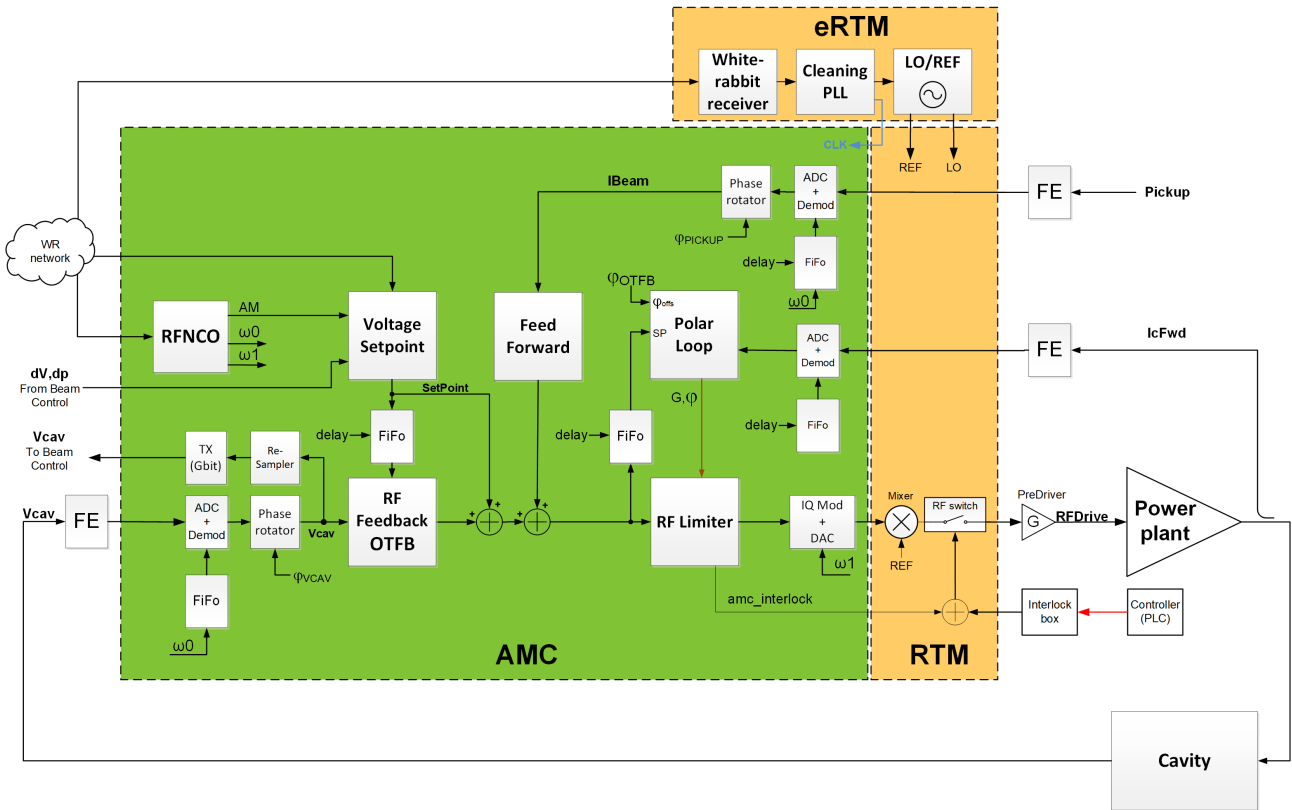 eRTM
White-
rabbit
receiver
Cleaning
PLL
LO/REF
CLK
REF
LO
IBeam
Phase
rotator
φPICKUP
ADC
+
Demod
delay
FiFo
ω0
FE
Pickup
WR
network
RFNCO
AM
ω0
ω1
Voltage
Setpoint
Feed
Forward
φOTFB
φoffs
SP
Polar
Loop
ADC
+
Demod
FE
IcFwd
dV,dp
From Beam
Control
SetPoint
G,φ
delay
FiFo
delay
FiFo
delay
FiFo
Vcav
To Beam
Control
TX
(Gbit)
Re-
Sampler
Vcav
FE
ADC
+
Demod
Phase
rotator
Vcav
RF
Feedback
OTFB
+
+
+
+
RF Limiter
IQ Mod
+
DAC
ω1
Mixer
REF
RF switch
PreDriver
G
RFDrive
Power
plant
φVCAV
FiFo
ω0
amc_interlock
Interlock
box
Controller
(PLC)
AMC
RTM
Cavity